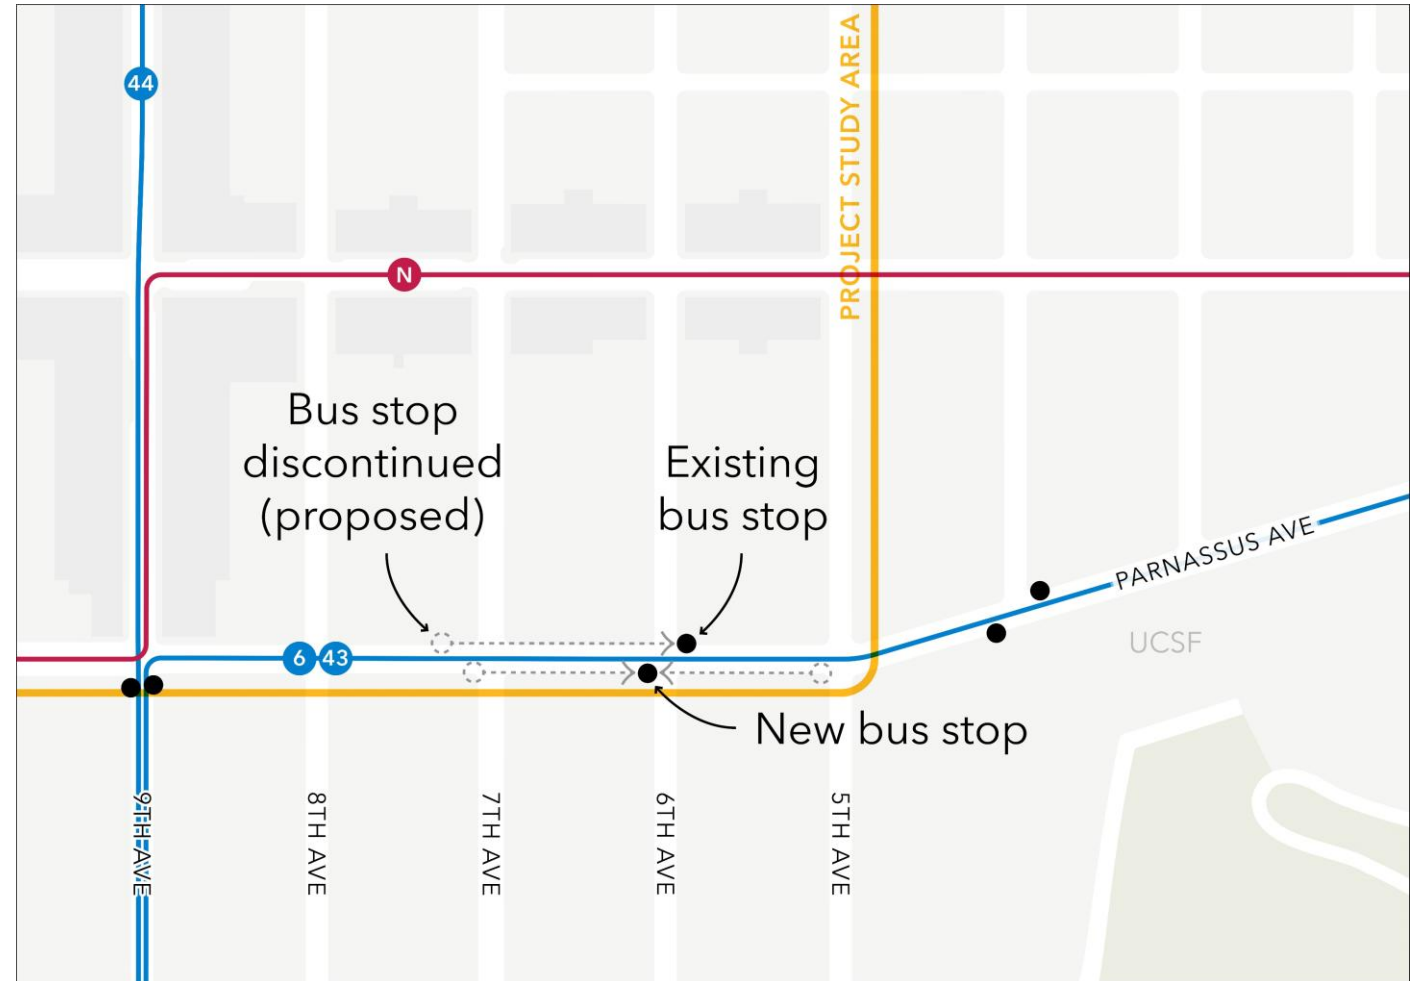 44
PROJECT STUDY AREA
N
Bus stop
discontinued
(proposed)
Existing
bus stop
PARNASSUS AVE
UCSF
6
43
New bus stop
9TH AVE
8TH AVE
7TH AVE
6TH AVE
5TH AVE